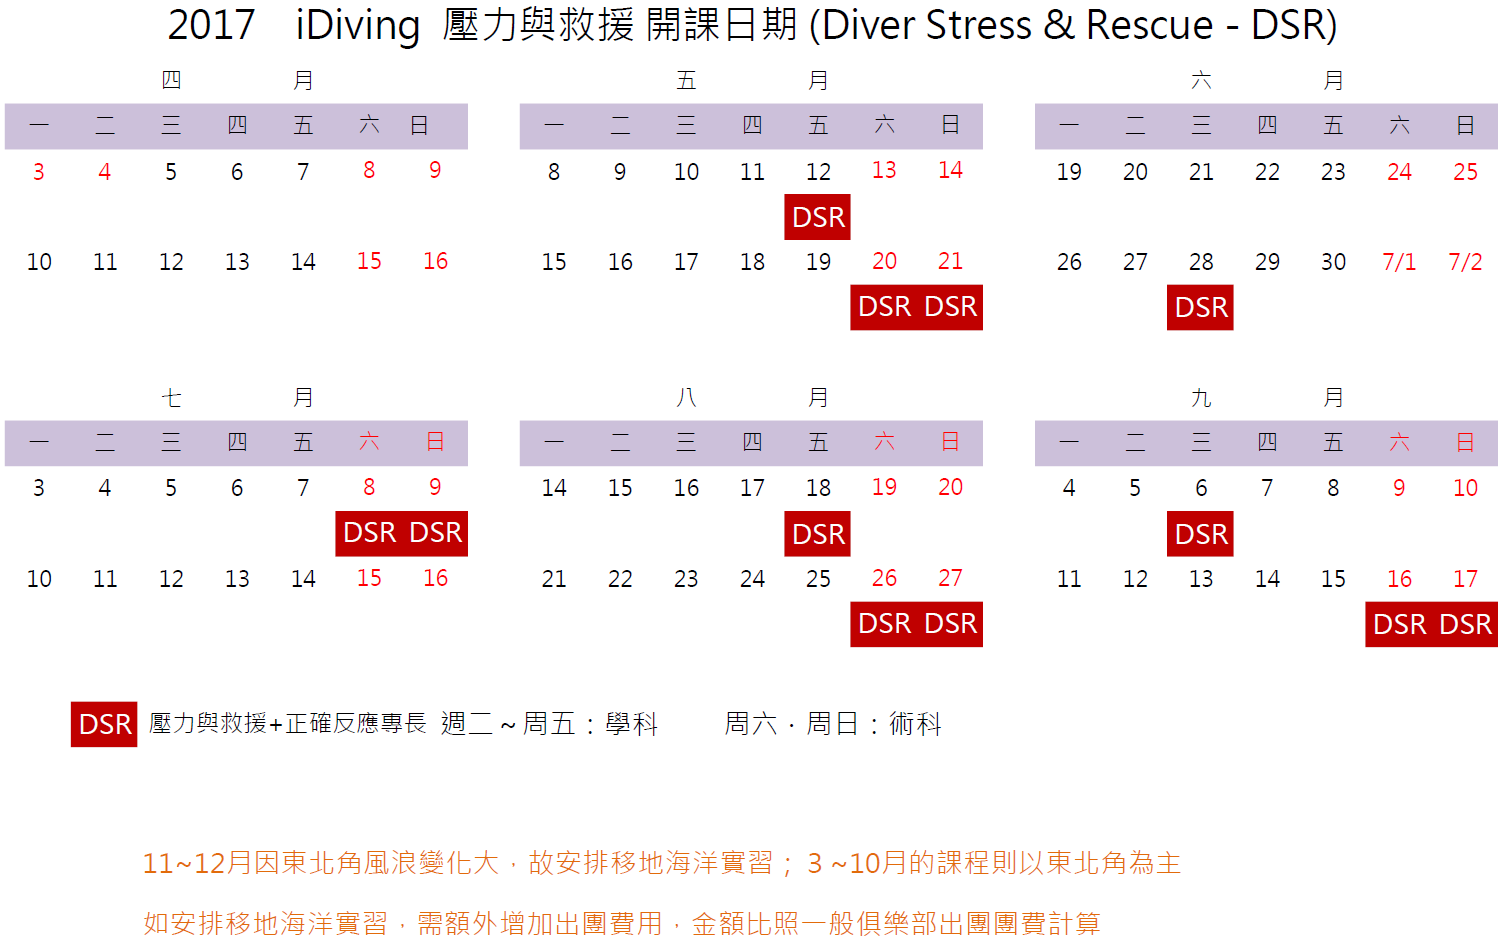 2017 iDiving 壓力與救援 開課日期 (Diver Stress & Rescue - DSR)
四 月 五 月 六 月
一 二 三 四 五 六 日 一 二 三 四 五 六 日 一 二 三 四 五 六 日
3 4 5 6 7 8 9 8 9 10 11 12 13 14 19 20 21 22 23 24 25
DSR
10 11 12 13 14 15 16 15 16 17 18 19 20 21 26 27 28 29 30 7/1 7/2
DSR DSR DSR
七 月 八 月 九 月
一 二 三 四 五 六 日 一 二 三 四 五 六 日 一 二 三 四 五 六 日
3 4 5 6 7 8 9 14 15 16 17 18 19 20 4 5 6 7 8 9 10
DSR DSR DSR DSR
10 11 12 13 14 15 16 21 22 23 24 25 26 27 11 12 13 14 15 16 17
DSR DSR DSR DSR
DSR 壓力與救援+正確反應專長 週二~周五：學科 周六．周日：術科
11~12月因東北角風浪變化大，故安排移地海洋實習； 3 ~10月的課程則以東北角為主
如安排移地海洋實習，需額外增加出團費用，金額比照一般俱樂部出團團費計算